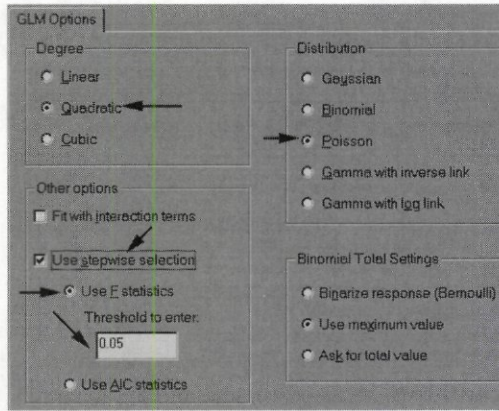 GLM Options
Degree
Linear
Quadratic
Cubic
Other options
Fit with interaction terms
Use stepwise selection
Use F statistics
Threshold to enter:
0.05
Use AIC statistics
Distribution
Gaussian
Binomial
Poisson
Gamma with inverse link
Gamma with log link
Binomial Total Settings
Binarize response (Bernoulli)
Use maximum value
Ask for total value